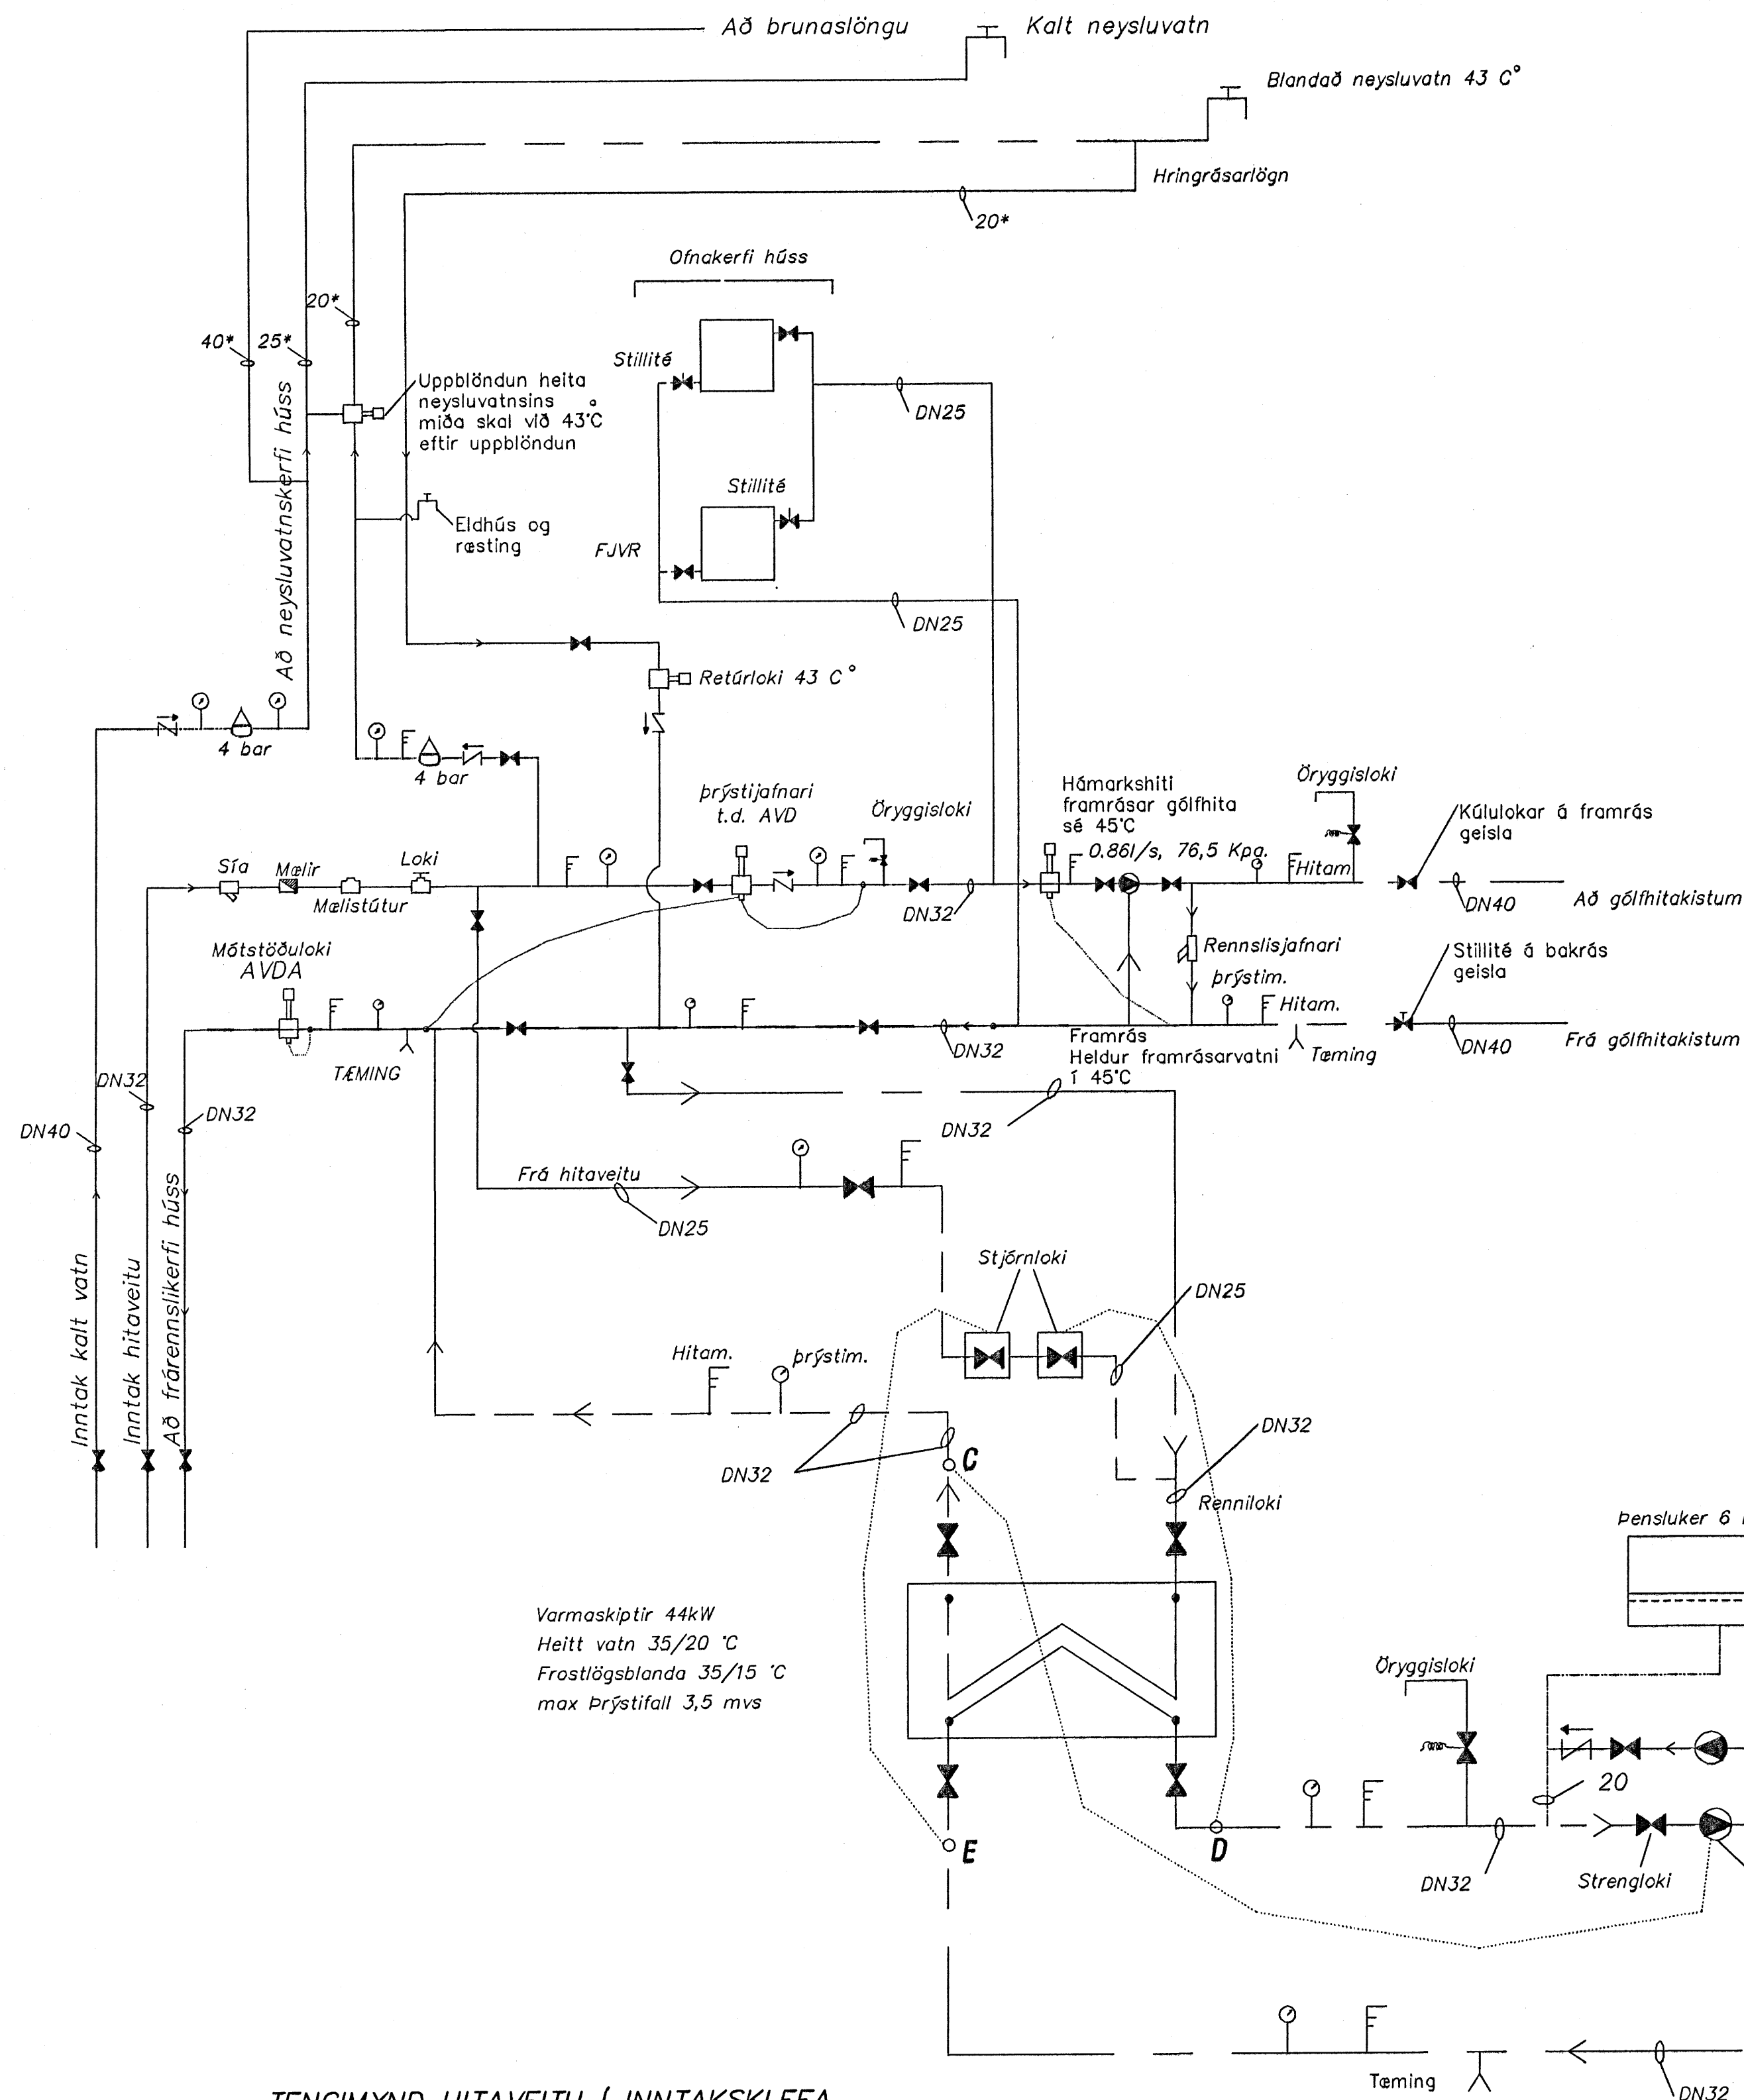 Að brunaslöngu
Kalt neysluvatn
Blandað neysluvatn 43 C°
Hringrásarlögn
20*
Ofnakerfi húss
20*
40*
25*
Stillité
Uppblöndun heita
neysluvatnsins
miða skal við 43°C
eftir uppblöndun
DN25
Að neysluvatnskerfi húss
Stillité
Eldhús og
ræsting
FJVR
DN25
Retúrloki 43 C°
4 bar
4 bar
Þrýstijafnari
t.d. AVD
Öryggisloki
Hámarkshiti
framrásar gólfhita
sé 45°C
0.86l/s, 76,5 Kpa.
Öryggisloki
Kúlulokar á framrás
geisla
Sía
Mælir
Loki
Mælistútur
Hitam
DN32
DN40
Að gólfhitakistum
Mótstöðuloki
AVDA
Rennslisjafnari
Þrýstim.
Stillité á bakrás
geisla
Hitam.
TÆMING
DN32
Framrás
Heldur framrásarvatni
í 45°C
Tæming
DN40
Frá gólfhitakistum
DN32
DN32
DN40
DN32
Frá hitaveitu
DN25
Inntak kalt vatn
Inntak hitaveitu
Að frárennslikerfi húss
Stjórnloki
DN25
Hitam.
Þrýstim.
DN32
DN32
C
Renniloki
Þensluker 6
Varmaskiptir 44kW
Heitt vatn 35/20 °C
Frostlögsblanda 35/15 °C
max Þrýstifall 3,5 mvs
Öryggisloki
20
E
D
DN32
Strengloki
Tæming
DN32
TENGIMYND HITAVEITU Í INNTAKSKLEFA